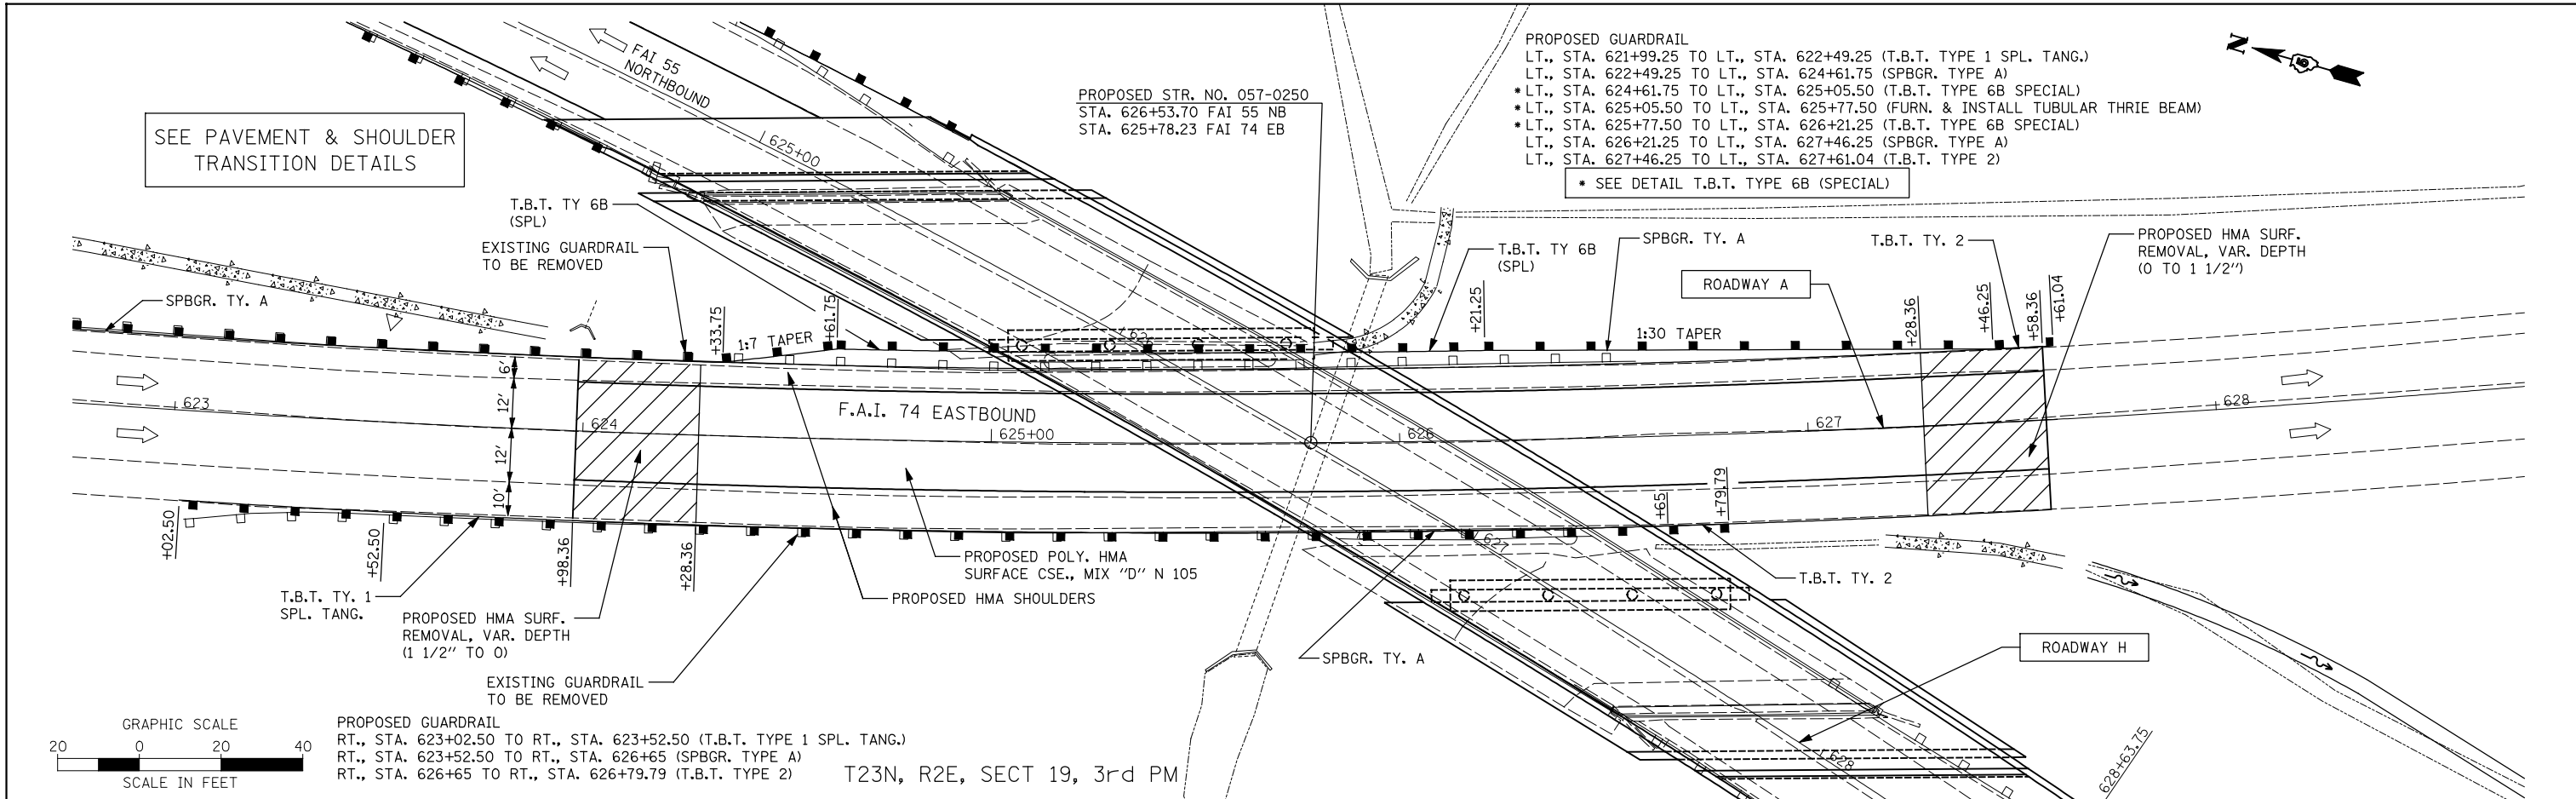 FAI 55
NORTHBOUND
SEE PAVEMENT & SHOULDER
TRANSITION DETAILS
PROPOSED STR. NO. 057-0250
STA. 626+53.70 FAI 55 NB
STA. 625+78.23 FAI 74 EB
PROPOSED GUARDRAIL
LT., STA. 621+99.25 TO LT., STA. 622+49.25 (T.B.T. TYPE 1 SPL. TANG.)
LT., STA. 622+49.25 TO LT., STA. 624+61.75 (SPBGR. TYPE A)
* LT., STA. 624+61.75 TO LT., STA. 625+05.50 (T.B.T. TYPE 6B SPECIAL)
* LT., STA. 625+05.50 TO LT., STA. 625+77.50 (FURN. & INSTALL TUBULAR THRIE BEAM)
* LT., STA. 625+77.50 TO LT., STA. 626+21.25 (T.B.T. TYPE 6B SPECIAL)
LT., STA. 626+21.25 TO LT., STA. 627+46.25 (SPBGR. TYPE A)
LT., STA. 627+46.25 TO LT., STA. 627+61.04 (T.B.T. TYPE 2)
* SEE DETAIL T.B.T. TYPE 6B (SPECIAL)
N
625+00
T.B.T. TY 6B
(SPL)
EXISTING GUARDRAIL
TO BE REMOVED
SPBGR. TY. A
+33.75
1:7 TAPER
+61.75
T.B.T. TY 6B
(SPL)
+21.25
SPBGR. TY. A
1:30 TAPER
ROADWAY A
T.B.T. TY. 2
+28.36
+46.25
+58.36
+61.04
PROPOSED HMA SURF.
REMOVAL, VAR. DEPTH
(0 TO 1 1/2")
6'
12'
12'
10'
623
624
F.A.I. 74 EASTBOUND
625+00
626
627
628
+02.50
+52.50
+98.36
+28.36
+65
+79.79
627
T.B.T. TY. 1
SPL. TANG.
PROPOSED HMA SURF.
REMOVAL, VAR. DEPTH
(1 1/2" TO 0)
PROPOSED POLY. HMA
SURFACE CSE., MIX "D" N 105
PROPOSED HMA SHOULDERS
T.B.T. TY. 2
SPBGR. TY. A
ROADWAY H
EXISTING GUARDRAIL
TO BE REMOVED
628
628+63.75
GRAPHIC SCALE
20 0 20 40
SCALE IN FEET
PROPOSED GUARDRAIL
RT., STA. 623+02.50 TO RT., STA. 623+52.50 (T.B.T. TYPE 1 SPL. TANG.)
RT., STA. 623+52.50 TO RT., STA. 626+65 (SPBGR. TYPE A)
RT., STA. 626+65 TO RT., STA. 626+79.79 (T.B.T. TYPE 2)
T23N, R2E, SECT 19, 3rd PM